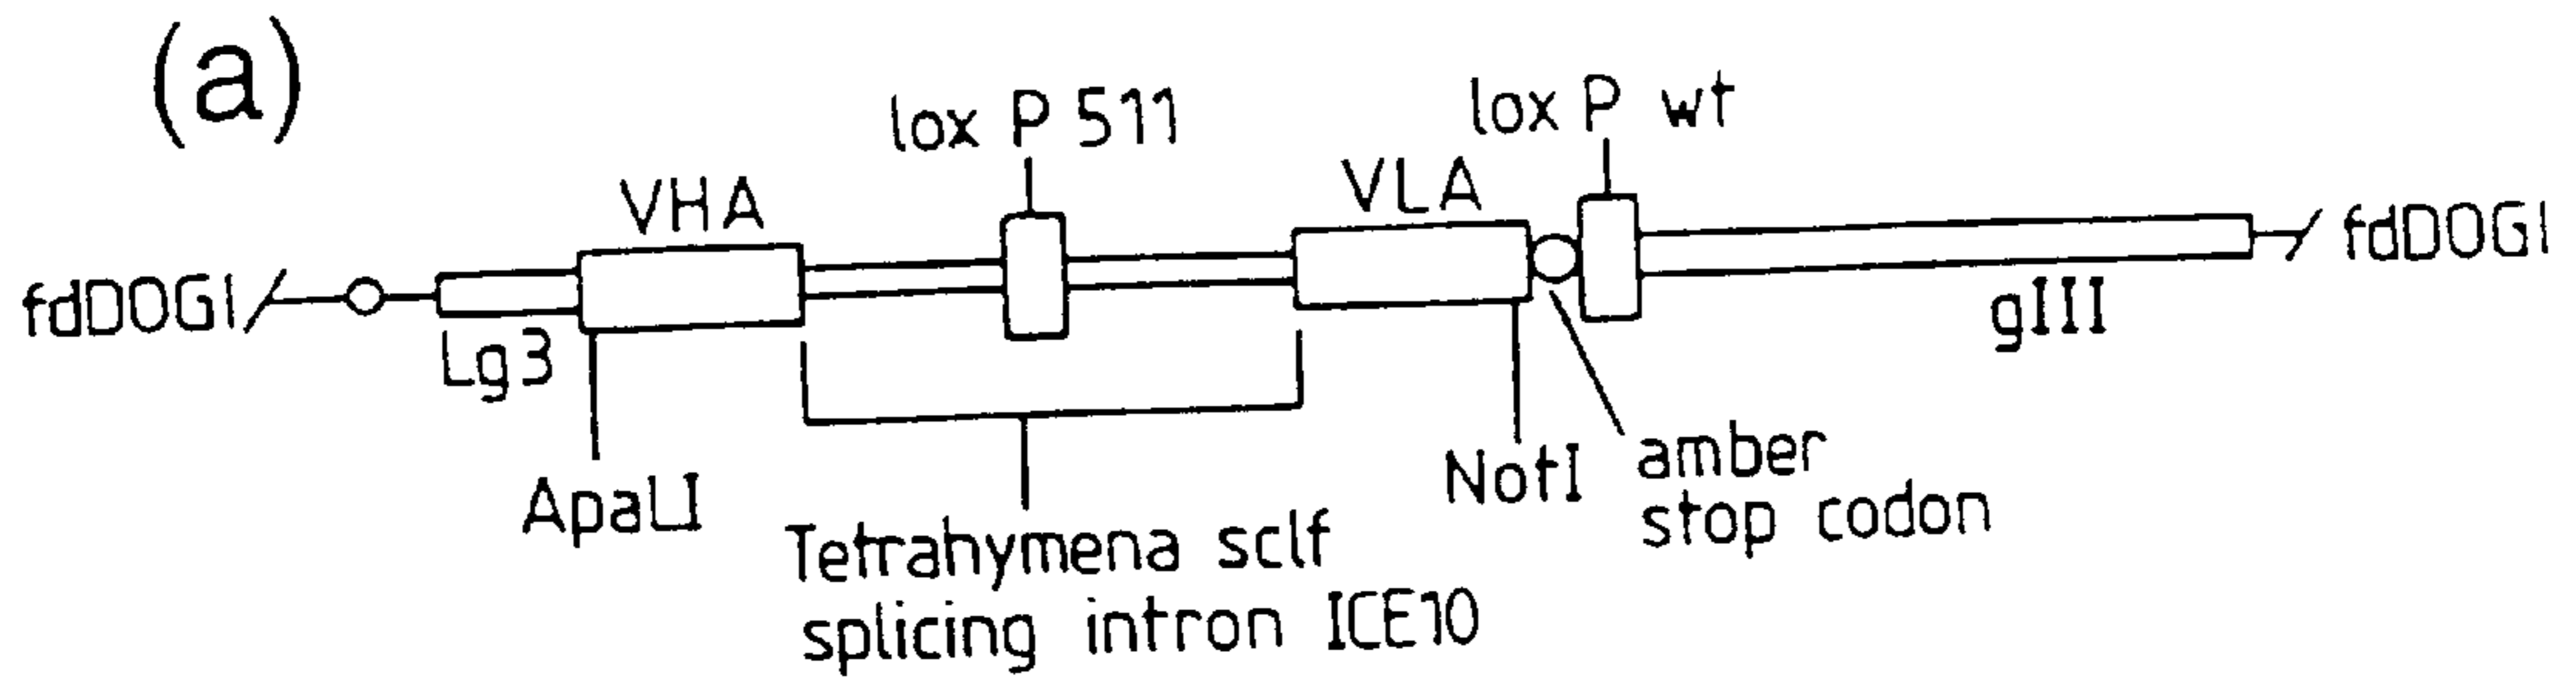 (a)
lox P 511
lox P wt
VHA
VLA
fdDOGI
fdDOGI
Lg3
gIII
ApaLI
NotI
amber
stop codon
Tetrahymena sclf
splicing intron ICE10